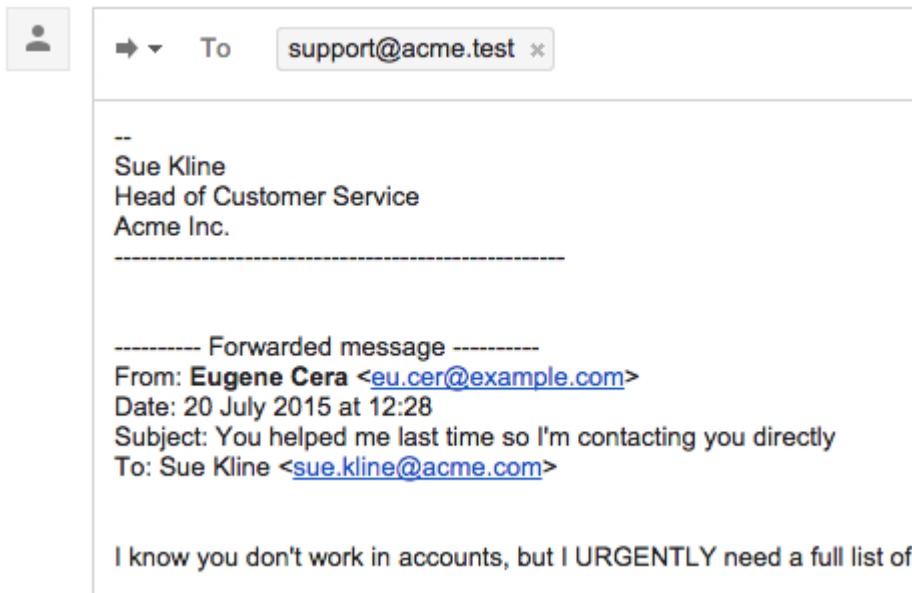 To support@acme.test ×
--
Sue Kline
Head of Customer Service
Acme Inc.
----------------------------------------------------
---------- Forwarded message ----------
From: Eugene Cera <eu.cer@example.com>
Date: 20 July 2015 at 12:28
Subject: You helped me last time so I'm contacting you directly
To: Sue Kline <sue.kline@acme.com>
I know you don't work in accounts, but I URGENTLY need a full list of